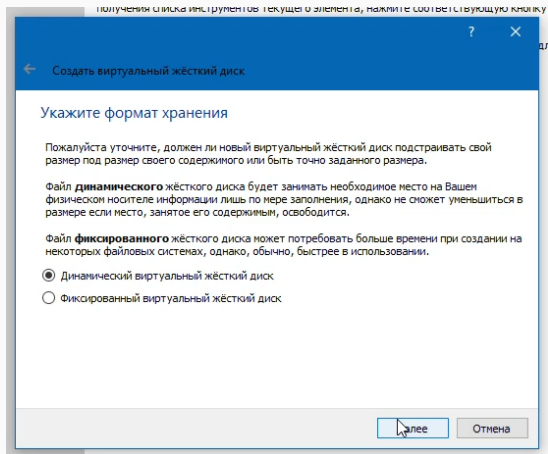 получения списка инструментов текущего элемента, нажмите соответствующую кнопку
?
Создать виртуальный жёсткий диск
Укажите формат хранения
Пожалуйста уточните, должен ли новый виртуальный жёсткий диск подстраивать свой
размер под размер своего содержимого или быть точно заданного размера.
Файл динамического жёсткого диска будет занимать необходимое место на Вашем
физическом носителе информации лишь по мере заполнения, однако не сможет уменьшиться в
размере если место, занятое его содержимым, освободится.
Файл фиксированного жёсткого диска может потребовать больше времени при создании на
некоторых файловых системах, однако, обычно, быстрее в использовании.
Динамический виртуальный жёсткий диск
Фиксированный виртуальный жёсткий диск
Далее Отмена